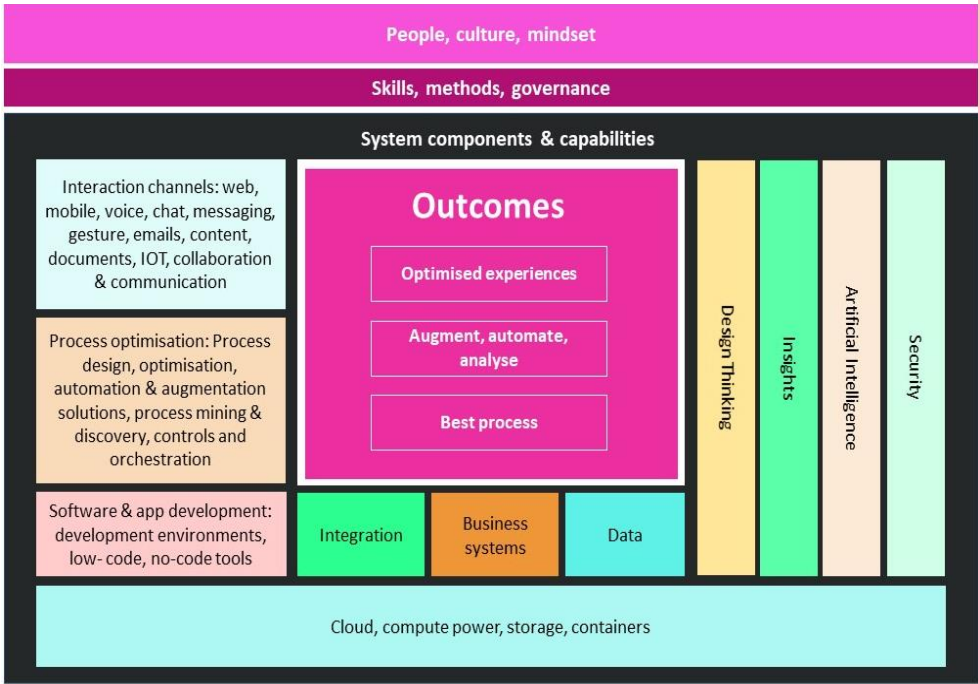 People, culture, mindset
Skills, methods, governance
System components & capabilities
Interaction channels: web,
mobile, voice, chat, messaging,
gesture, emails, content,
documents, IOT, collaboration
& communication
Process optimisation: Process
design, optimisation,
automation & augmentation
solutions, process mining &
discovery, controls and
orchestration
Software & app development:
development environments,
low- code, no-code tools
Outcomes
Optimised experiences
Augment, automate,
analyse
Best process
Integration
Business
systems
Data
Design Thinking
Insights
Artificial Intelligence
Security
Cloud, compute power, storage, containers